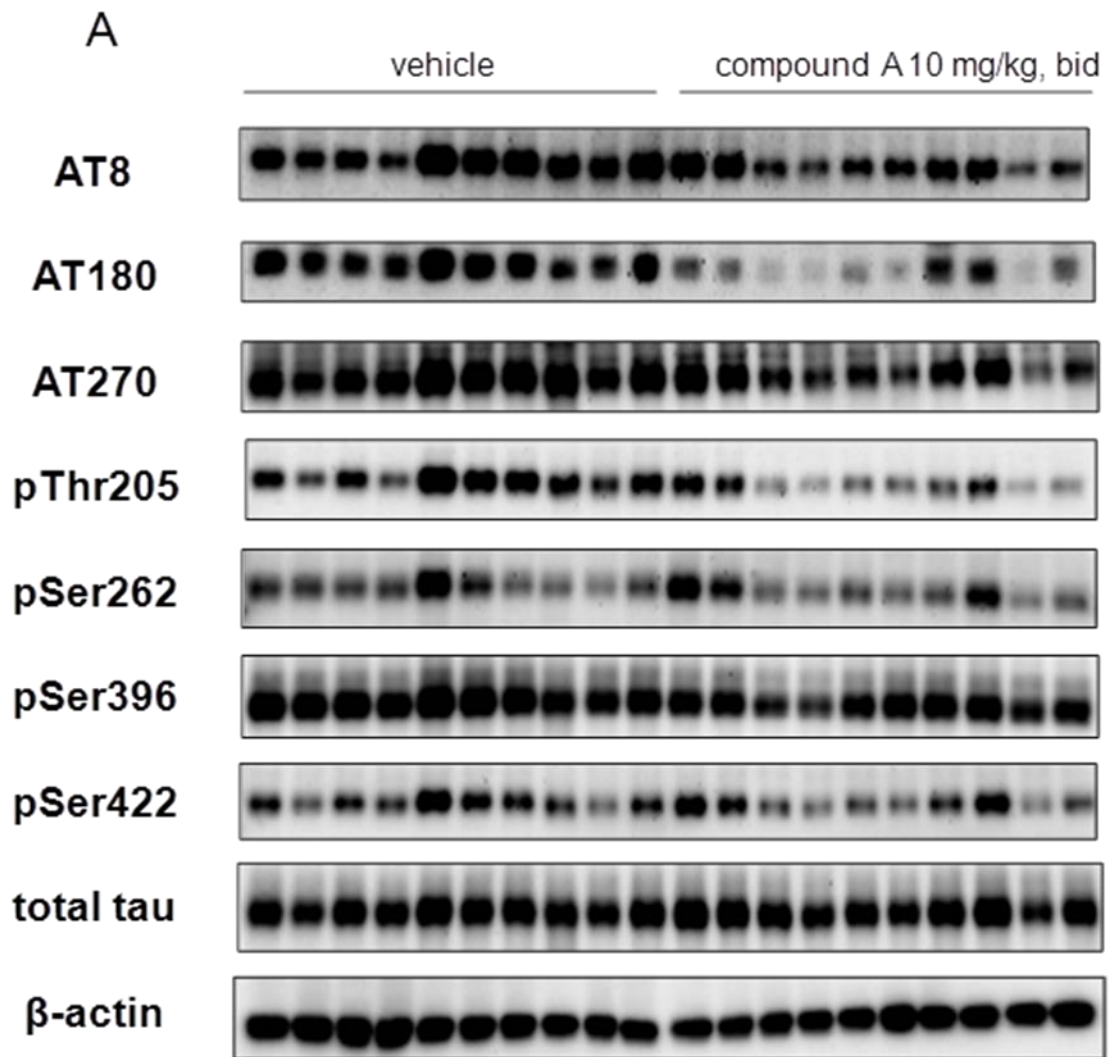 A
vehicle
compound A 10 mg/kg, bid
AT8
AT180
AT270
pThr205
pSer262
pSer396
pSer422
total tau
β-actin